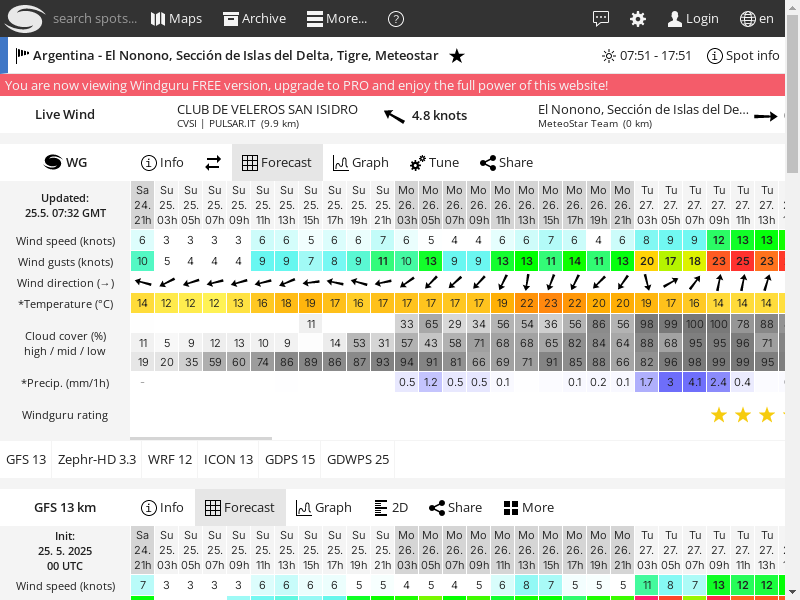 search spots... Maps Archive More... ? Login en
Argentina - El Nonono, Sección de Islas del Delta, Tigre, Meteostar ★ 07:51 - 17:51 Spot info
You are now viewing Windguru FREE version, upgrade to PRO and enjoy the full power of this website!
Live Wind CLUB DE VELEROS SAN ISIDRO 4.8 knots El Nonono, Sección de Islas del De...
CVSI | PULSAR.IT (9.9 km) MeteoStar Team (0 km)
WG Info Forecast Graph Tune Share
Updated: Sa Su Su Su Su Su Su Su Su Su Su Mo Mo Mo Mo Mo Mo Mo Mo Mo Mo Tu Tu Tu Tu Tu Tu
24. 25. 25. 25. 25. 25. 25. 25. 25. 25. 25. 26. 26. 26. 26. 26. 26. 26. 26. 26. 26. 27. 27. 27. 27. 27. 27.
25.5. 07:32 GMT 21h 03h 05h 07h 09h 11h 13h 15h 17h 19h 21h 03h 05h 07h 09h 11h 13h 15h 17h 19h 21h 03h 05h 07h 09h 11h 13h
Wind speed (knots) 6 3 3 3 3 6 6 5 6 6 7 6 5 4 4 6 6 7 6 4 6 8 9 9 12 13 13
Wind gusts (knots) 10 5 4 4 4 9 9 7 8 9 11 10 13 9 9 13 13 11 14 11 13 20 17 18 23 25 23
Wind direction (→)
*Temperature (°C) 14 12 12 12 13 16 18 19 17 16 17 17 17 17 17 19 22 23 22 20 20 19 17 16 14 14 14
11 33 65 29 34 56 54 36 56 86 56 98 99 100 100 78 88
Cloud cover (%)
high / mid / low
11 5 9 12 13 10 9 14 53 31 57 43 58 71 68 68 65 82 84 64 88 68 95 95 96 71
19 20 35 59 60 74 86 89 86 87 93 94 91 81 66 69 71 91 85 88 66 82 96 98 99 99 95
*Precip. (mm/1h) - 0.5 1.2 0.5 0.5 0.1 0.1 0.2 0.1 1.7 3 4.1 2.4 0.4
Windguru rating ★ ★ ★
GFS 13 Zephr-HD 3.3 WRF 12 ICON 13 GDPS 15 GDWPS 25
GFS 13 km Info Forecast Graph 2D Share More
Init: Sa Su Su Su Su Su Su Su Su Su Su Mo Mo Mo Mo Mo Mo Mo Mo Mo Mo Tu Tu Tu Tu Tu Tu
25. 5. 2025 24. 25. 25. 25. 25. 25. 25. 25. 25. 25. 25. 26. 26. 26. 26. 26. 26. 26. 26. 26. 26. 27. 27. 27. 27. 27. 27.
00 UTC 21h 03h 05h 07h 09h 11h 13h 15h 17h 19h 21h 03h 05h 07h 09h 11h 13h 15h 17h 19h 21h 03h 05h 07h 09h 11h 13h
Wind speed (knots) 7 3 3 3 3 6 6 6 6 5 5 4 5 4 5 6 8 7 5 5 5 11 8 7 13 12 12